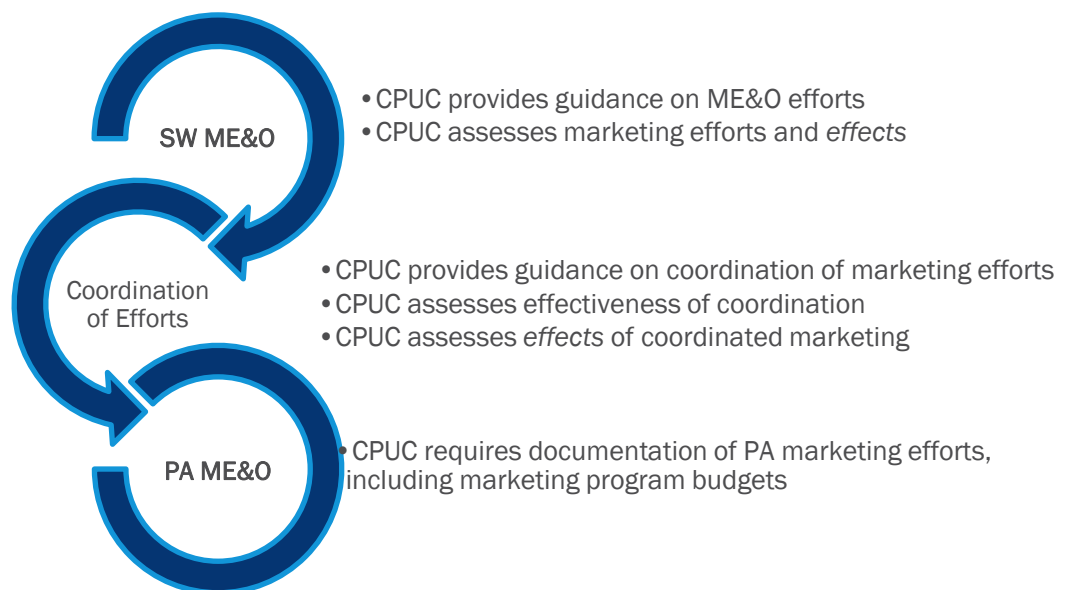 SW ME&O
• CPUC provides guidance on ME&O efforts
• CPUC assesses marketing efforts and effects
Coordination
of Efforts
• CPUC provides guidance on coordination of marketing efforts
• CPUC assesses effectiveness of coordination
• CPUC assesses effects of coordinated marketing
PA ME&O
• CPUC requires documentation of PA marketing efforts,
including marketing program budgets